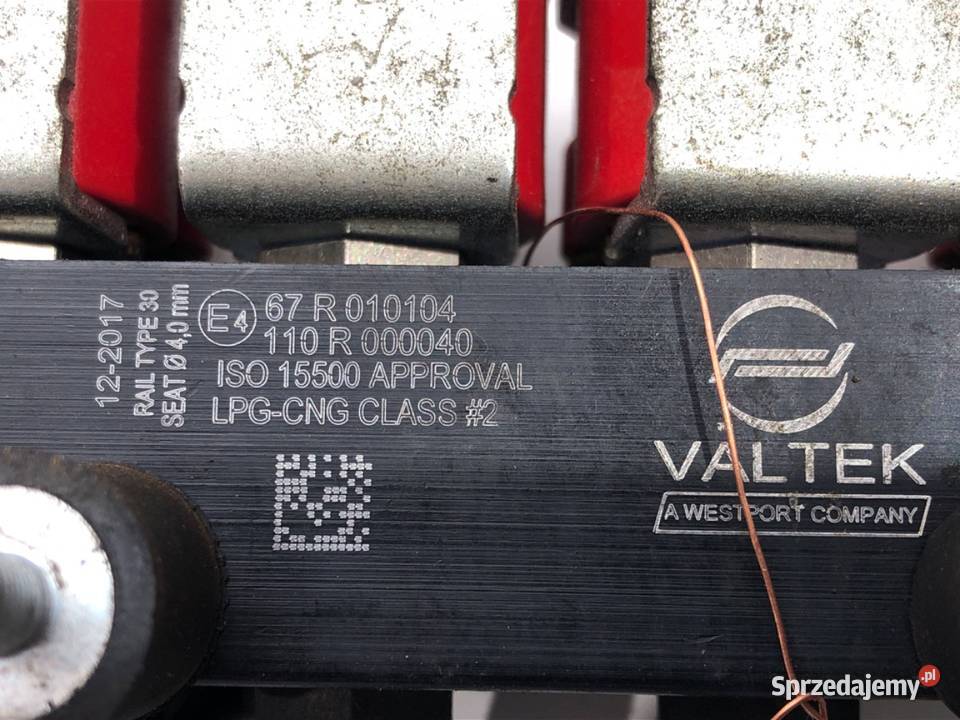 12-2017
RAIL TYPE 30
SEAT Ø 4,0 mm
E4
67 R 010104
110 R 000040
ISO 15500 APPROVAL
LPG-CNG CLASS #2
VALTEK
A WESTPORT COMPANY
Sprzedajemy.pl